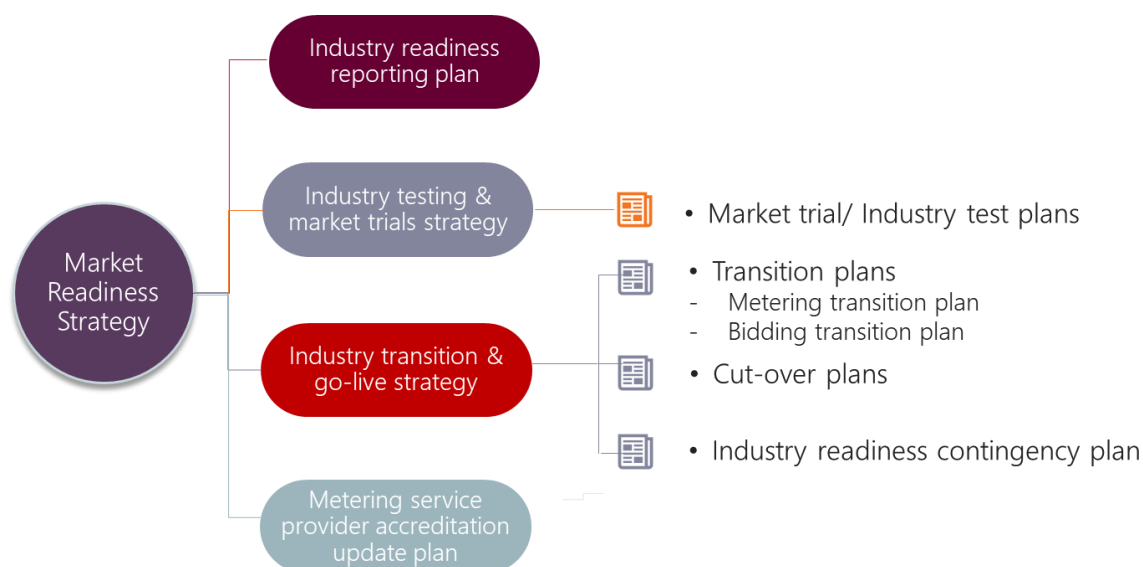 Market
Readiness
Strategy
Industry readiness
reporting plan
Industry testing &
market trials strategy
• Market trial/ Industry test plans
Industry transition &
go-live strategy
• Transition plans
- Metering transition plan
- Bidding transition plan
• Cut-over plans
• Industry readiness contingency plan
Metering service
provider accreditation
update plan